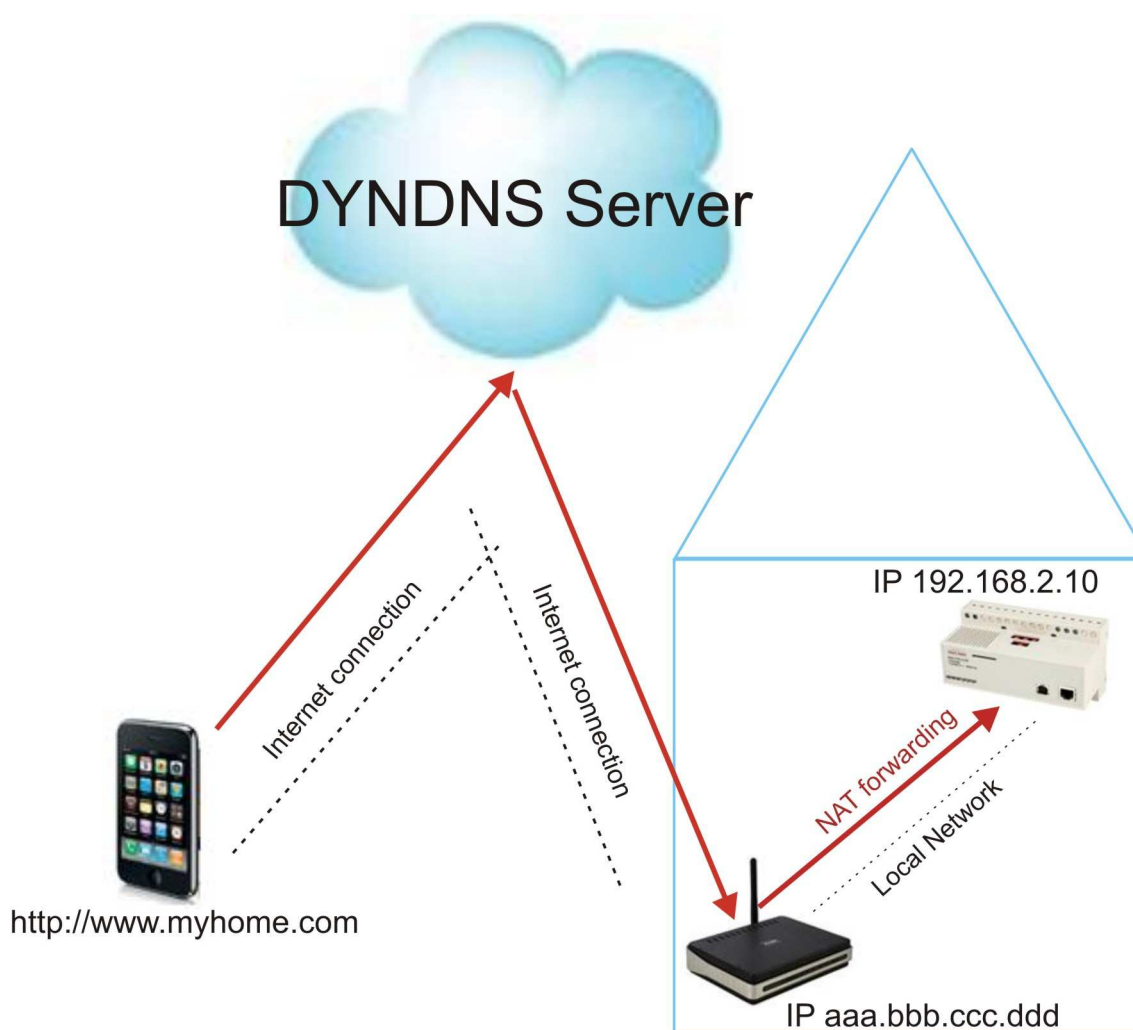 DYNDNS Server
IP 192.168.2.10
Internet connection
Internet connection
NAT forwarding
Local Network
http://www.myhome.com
IP aaa.bbb.ccc.ddd